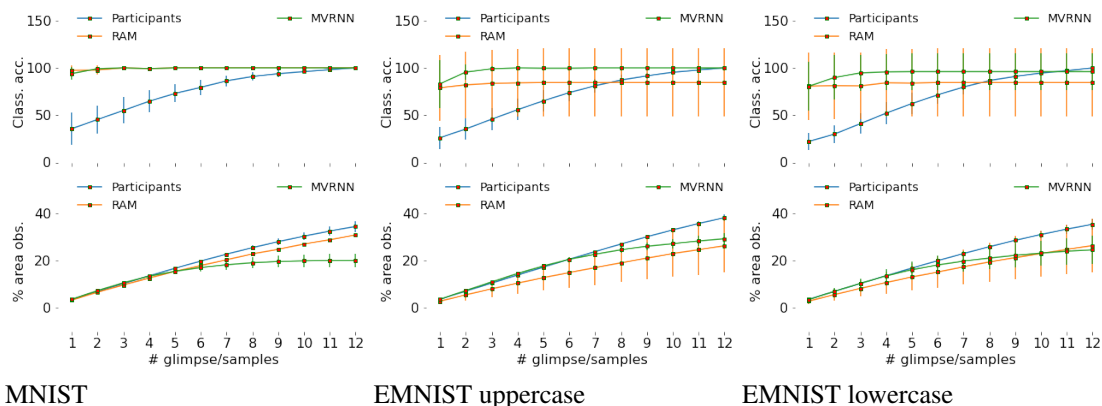 150
Participants MVRNN
RAM
100
50
0
Class. acc.
150
Participants MVRNN
RAM
100
50
0
Class. acc.
150
Participants MVRNN
RAM
100
50
0
Class. acc.
Participants MVRNN
RAM
40
20
0
% area obs.
1 2 3 4 5 6 7 8 9 10 11 12
# glimpse/samples
Participants MVRNN
RAM
40
20
0
% area obs.
1 2 3 4 5 6 7 8 9 10 11 12
# glimpse/samples
Participants MVRNN
RAM
40
20
0
% area obs.
1 2 3 4 5 6 7 8 9 10 11 12
# glimpse/samples
MNIST EMNIST uppercase EMNIST lowercase